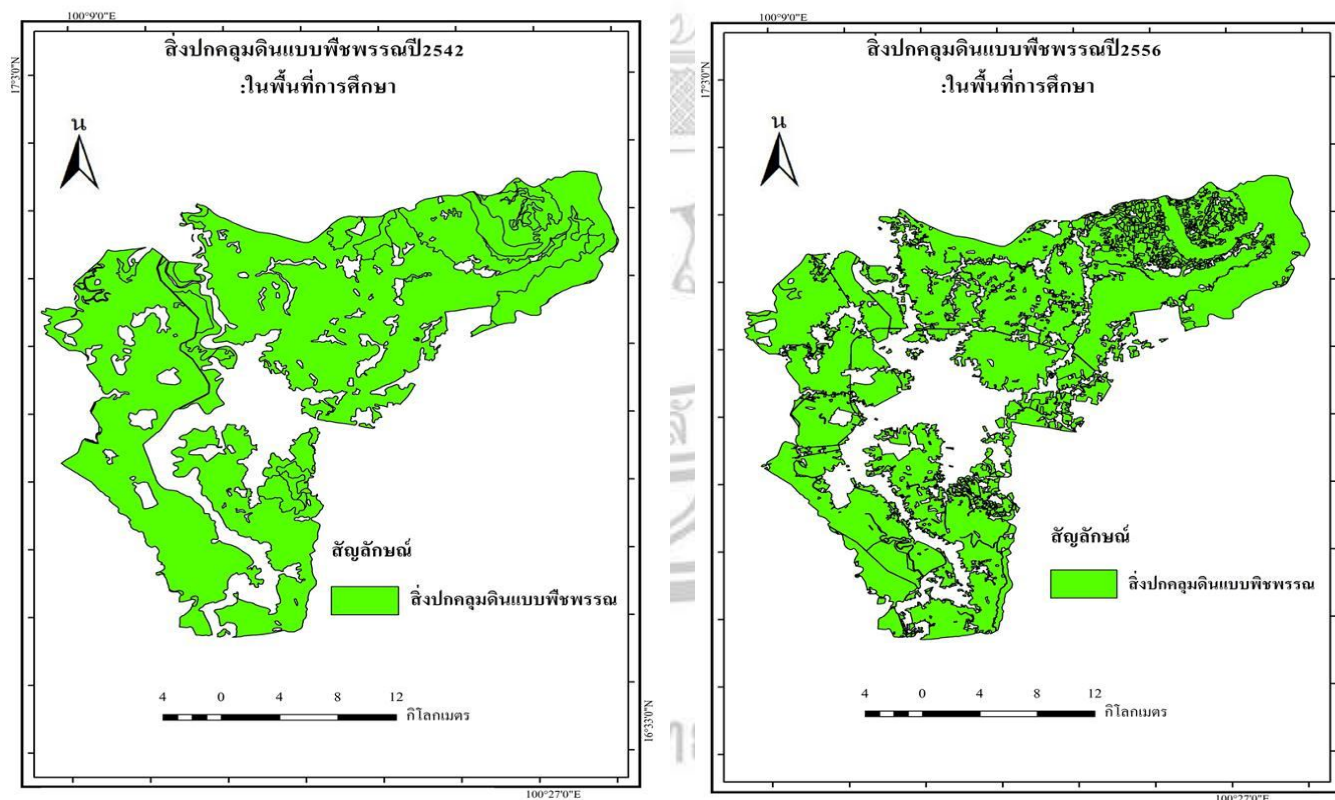 100°9'0"E
17°3'0"N
สิ่งปกคลุมดินแบบพืชพรรณปี2542
:ในพื้นที่การศึกษา
น
สัญลักษณ์
สิ่งปกคลุมดินแบบพืชพรรณ
4 0 4 8 12
กิโลกเมตร
16°33'0"N
100°27'0"E
100°9'0"E
17°3'0"N
สิ่งปกคลุมดินแบบพืชพรรณปี2556
:ในพื้นที่การศึกษา
น
สัญลักษณ์
สิ่งปกคลุมดินแบบพืชพรรณ
4 0 4 8 12
กิโลกเมตร
100°27'0"E